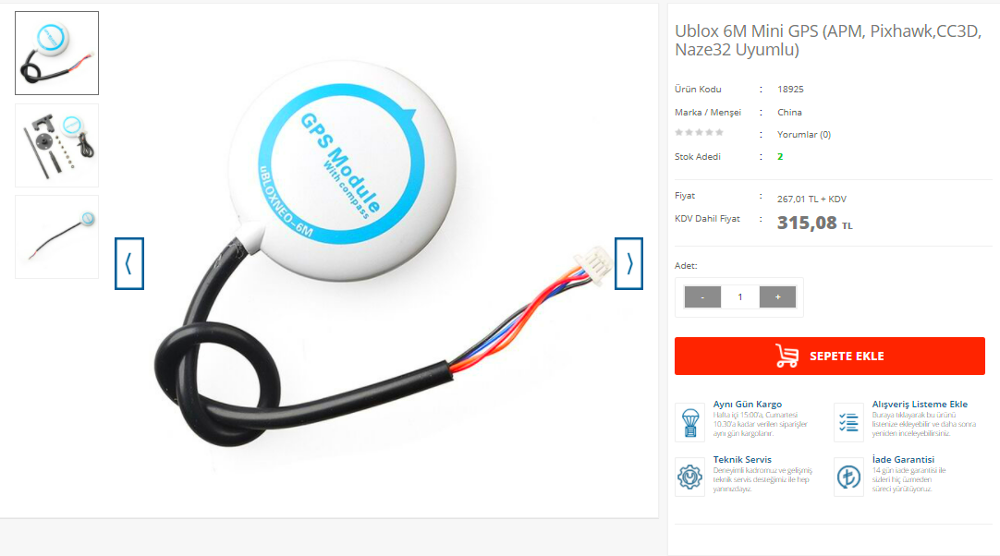 GPS Module
With compass
uBLOXNEO-6M
Ublox 6M Mini GPS (APM, Pixhawk,CC3D,
Naze32 Uyumlu)
Ürün Kodu : 18925
Marka / Menşei : China
: Yorumlar (0)
Stok Adedi : 2
Fiyat : 267,01 TL + KDV
KDV Dahil Fiyat : 315,08 TL
Adet:
- 1 +
SEPETE EKLE
Aynı Gün Kargo
Hafta içi 15:00'a, Cumartesi
10.30'a kadar verilen siparişler
aynı gün kargolanır.
Alışveriş Listeme Ekle
Buraya tıklayarak bu ürünü
listenize ekleyebilir ve daha sonra
yeniden inceleyebilirsiniz.
Teknik Servis
Deneyimli kadromuz ve gelişmiş
teknik servis desteğimiz ile hep
yanınızdayız.
İade Garantisi
14 gün iade garantisi ile
sizleri hiç üzmeden
süreci yürütüyoruz.